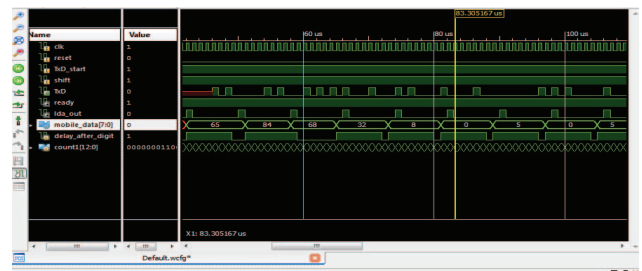 83.305167 us
Name Value 60 us 80 us 100 us
clk 1
reset 0
TxD_start 1
shift 1
TxD 0
ready 1
lda_out 0
mobile_data[7:0] 0 65 84 68 32 8 0 5 0 5
delay_after_digit 1
count1[12:0] 00000001100
X1: 83.305167 us
Default.wcfg*